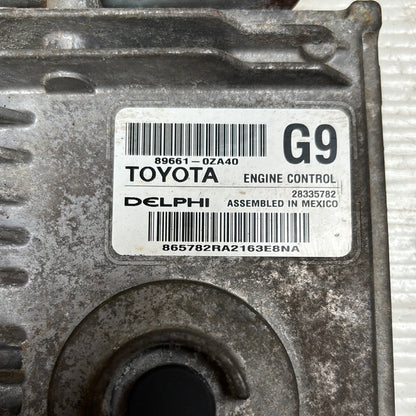 89661-0ZA40
G9
TOYOTA ENGINE CONTROL
28335782
DELPHI ASSEMBLED IN MEXICO
865782RA2163E8NA